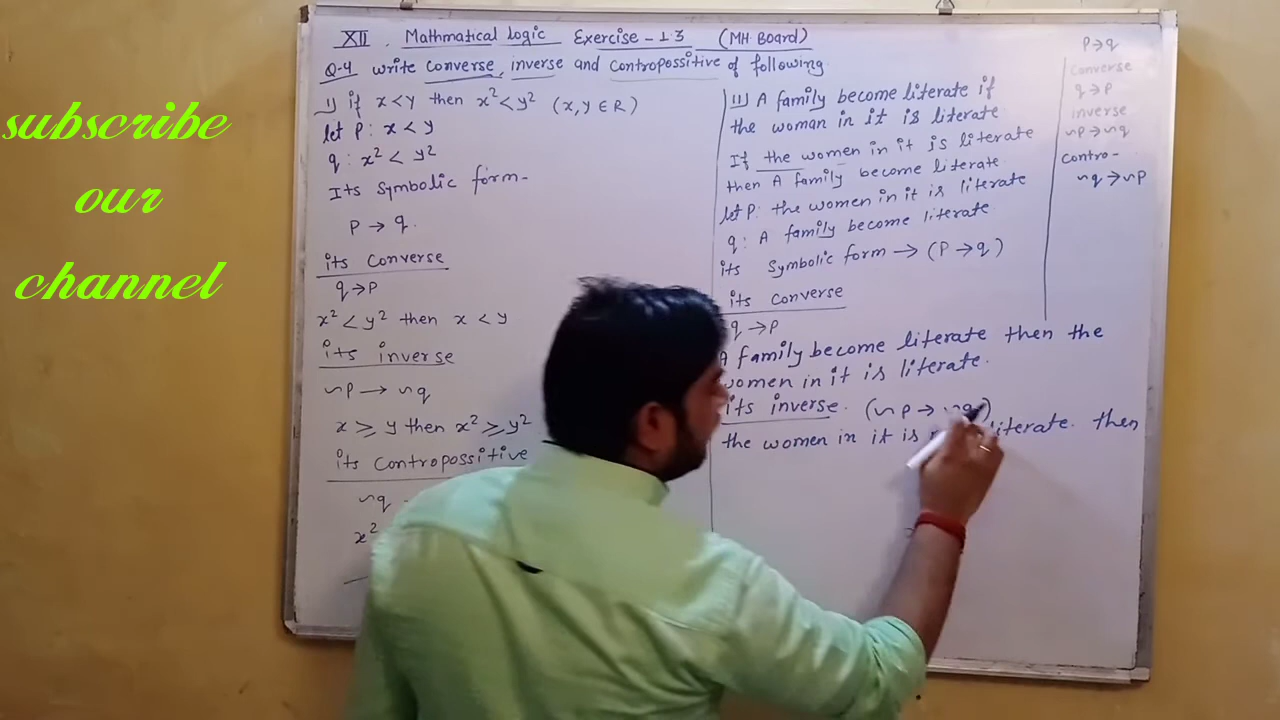 subscribe
our
channel
XII . Mathmatical Logic Exercise - 1.3 (MH Board)
Q-4 write converse, inverse and contropossitive of following.
1) if x < y then x² < y² (x, y ∈ R)
let P : x < y
q : x² < y²
Its symbolic form-
P → q.
its converse
q → P
x² < y² then x < y
its inverse
~P → ~q
x ⩾ y then x² ⩾ y²
its contropossitive
~q
x²
11) A family become literate if
the woman in it is literate
If the women in it is literate
then A family become literate
let P: the women in it is literate
q: A family become literate
its symbolic form → (P → q)
its converse
q → P
A family become literate then the
women in it is literate.
its inverse. (~P → ~q)
the women in it is literate. then
P → q
converse
q → P
inverse
~P → ~q
contro-
~q → ~P